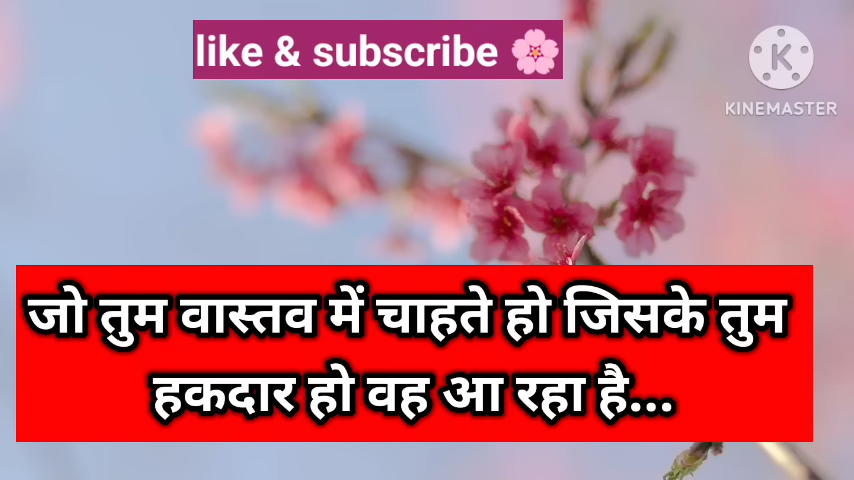 like & subscribe 🌸
KINEMASTER
जो तुम वास्तव में चाहते हो जिसके तुम
हकदार हो वह आ रहा है...